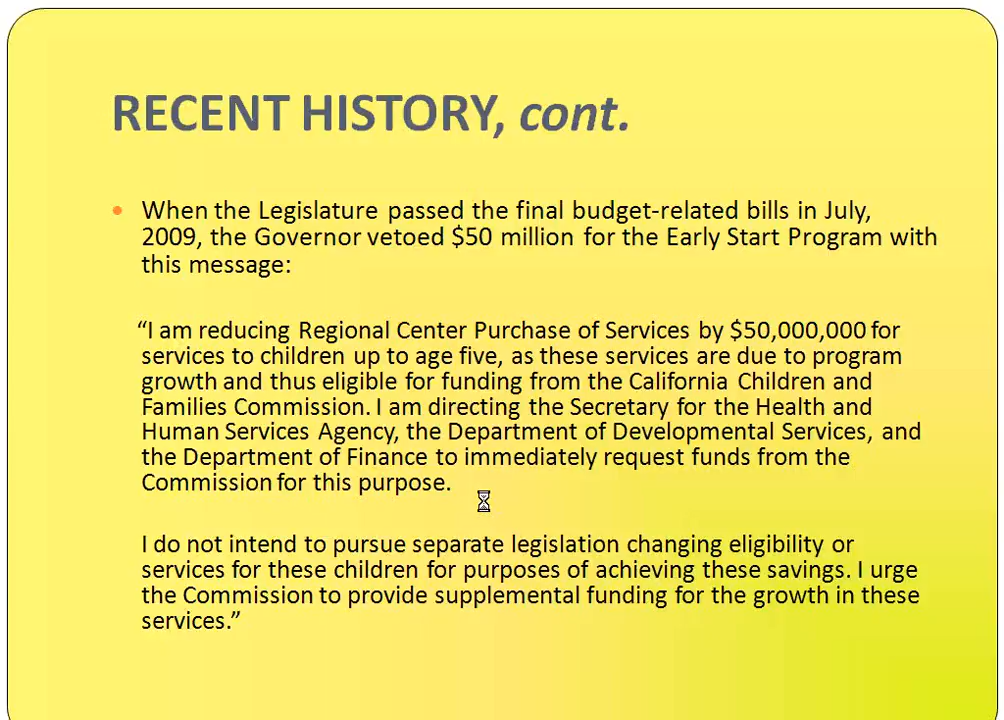 RECENT HISTORY, cont.
• When the Legislature passed the final budget-related bills in July,
2009, the Governor vetoed $50 million for the Early Start Program with
this message:
“I am reducing Regional Center Purchase of Services by $50,000,000 for
services to children up to age five, as these services are due to program
growth and thus eligible for funding from the California Children and
Families Commission. I am directing the Secretary for the Health and
Human Services Agency, the Department of Developmental Services, and
the Department of Finance to immediately request funds from the
Commission for this purpose.
I do not intend to pursue separate legislation changing eligibility or
services for these children for purposes of achieving these savings. I urge
the Commission to provide supplemental funding for the growth in these
services.”